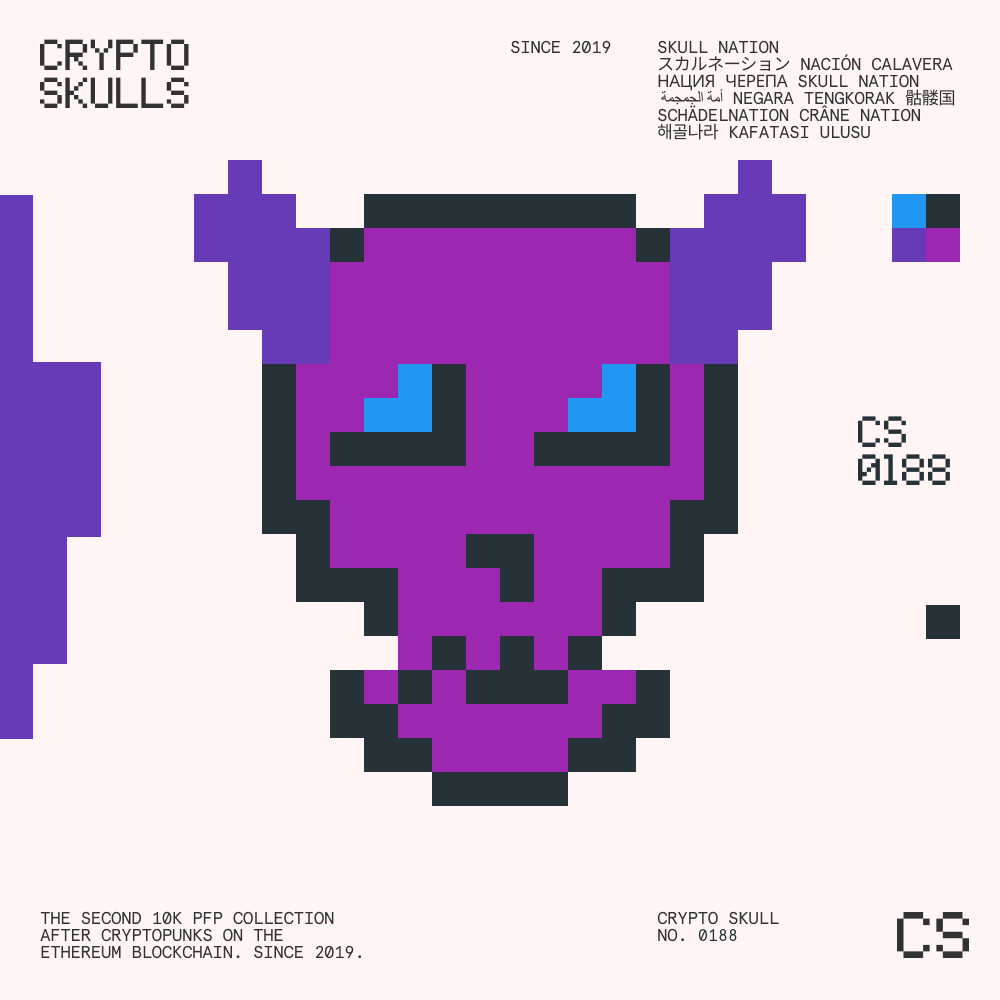 CRYPTO
SKULLS
SINCE 2019
SKULL NATION
スカルネーション NACIÓN CALAVERA
НАЦИЯ ЧЕРЕПА SKULL NATION
أمة الجمجمة NEGARA TENGKORAK 骷髅国
SCHÄDELNATION CRÂNE NATION
해골나라 KAFATASI ULUSU
CS
0188
THE SECOND 10K PFP COLLECTION
AFTER CRYPTOPUNKS ON THE
ETHEREUM BLOCKCHAIN. SINCE 2019.
CRYPTO SKULL
NO. 0188
CS